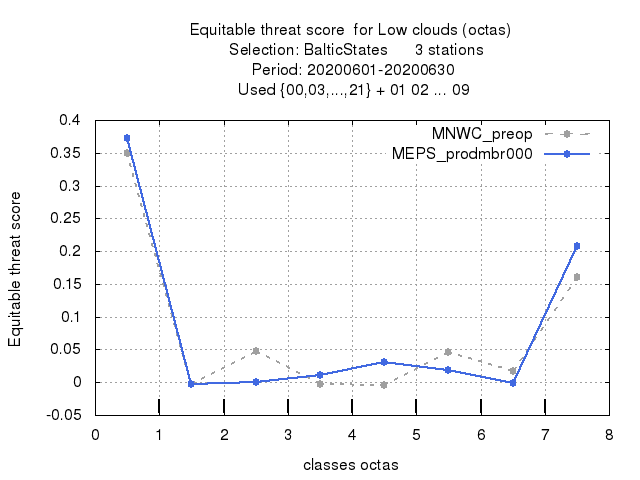 Equitable threat score  for Low clouds (octas)
Selection: BalticStates      3 stations
Period: 20200601-20200630
Used {00,03,...,21} + 01 02 ... 09
MNWC_preop
MEPS_prodmbr000
0.4
0.35
0.3
0.25
0.2
0.15
0.1
0.05
0
-0.05
Equitable threat score
0 1 2 3 4 5 6 7 8
classes octas